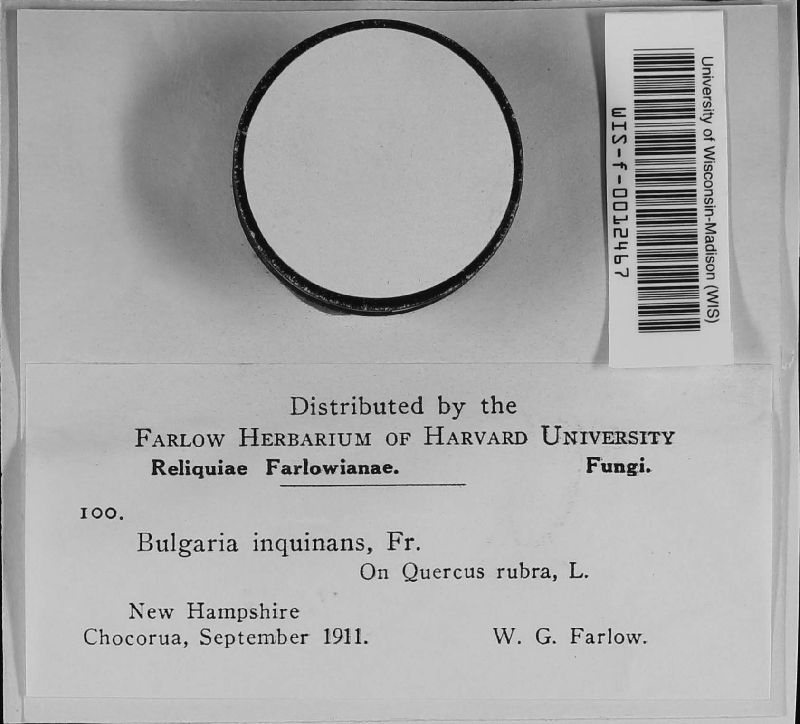 University of Wisconsin-Madison (WIS)
WIS-f-0012467
Distributed by the
FARLOW HERBARIUM OF HARVARD UNIVERSITY
Reliquiae Farlowianae. Fungi.
100.
Bulgaria inquinans, Fr.
On Quercus rubra, L.
New Hampshire
Chocorua, September 1911. W. G. Farlow.